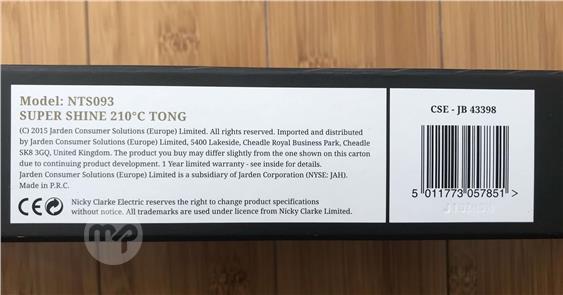 Model: NTS093
SUPER SHINE 210°C TONG
(C) 2015 Jarden Consumer Solutions (Europe) Limited. All rights reserved. Imported and distributed
by Jarden Consumer Solutions (Europe) Limited, 5400 Lakeside, Cheadle Royal Business Park, Cheadle
SK8 3GQ, United Kingdom. The product you buy may differ slightly from the one shown on this carton
due to continuing product development. 1 Year limited warranty - see inside for details.
Jarden Consumer Solutions (Europe) Limited is a subsidiary of Jarden Corporation (NYSE: JAH).
Made in P.R.C.
CE
Nicky Clarke Electric reserves the right to change product specifications
without notice. All trademarks are used under licence from Nicky Clarke Limited.
CSE - JB 43398
5 011773 057851 >